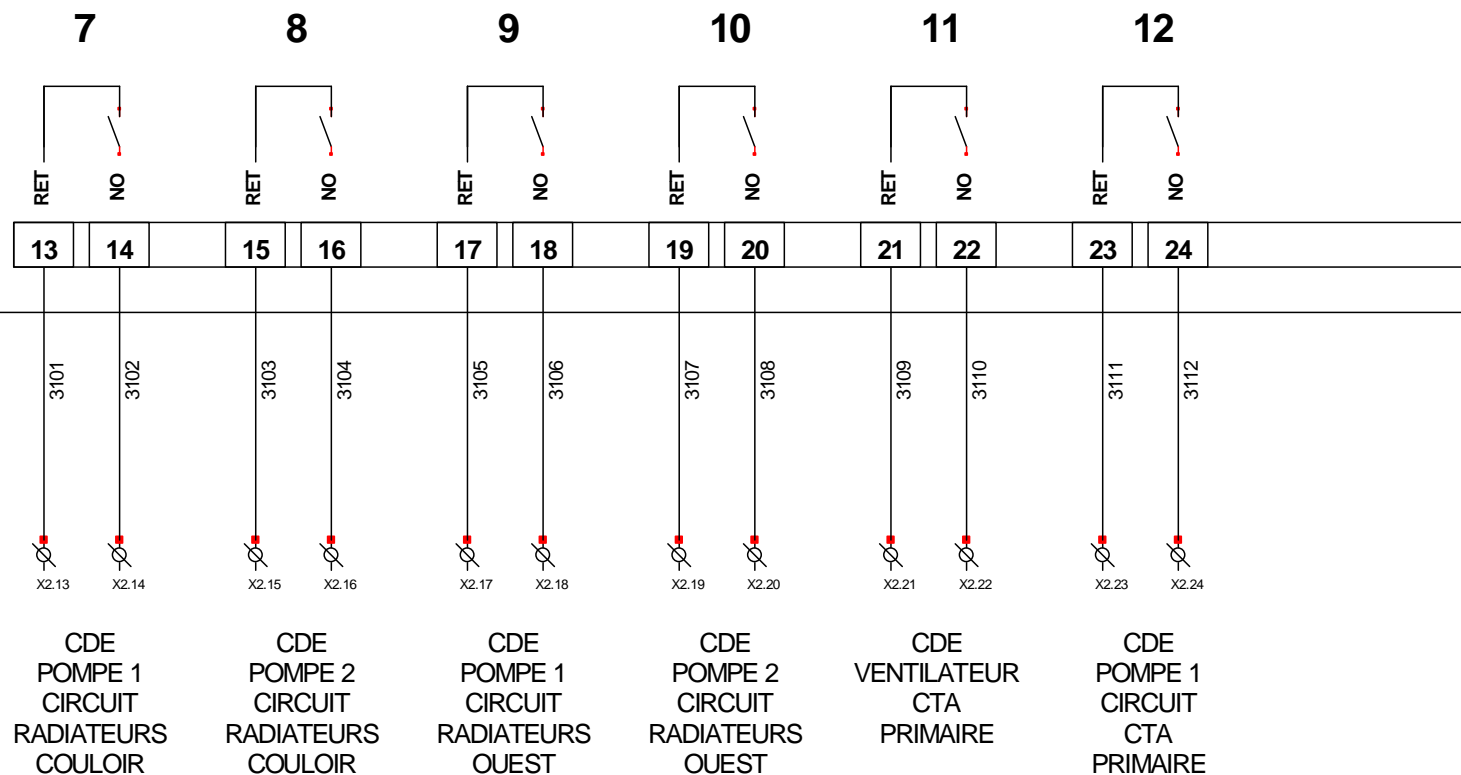 7 8 9 10 11 12
RET NO RET NO RET NO RET NO RET NO RET NO
13 14 15 16 17 18 19 20 21 22 23 24
3101 3102 3103 3104 3105 3106 3107 3108 3109 3110 3111 3112
X2.13 X2.14 X2.15 X2.16 X2.17 X2.18 X2.19 X2.20 X2.21 X2.22 X2.23 X2.24
CDE
POMPE 1
CIRCUIT
RADIATEURS
COULOIR
CDE
POMPE 2
CIRCUIT
RADIATEURS
COULOIR
CDE
POMPE 1
CIRCUIT
RADIATEURS
OUEST
CDE
POMPE 2
CIRCUIT
RADIATEURS
OUEST
CDE
VENTILATEUR
CTA
PRIMAIRE
CDE
POMPE 1
CIRCUIT
CTA
PRIMAIRE